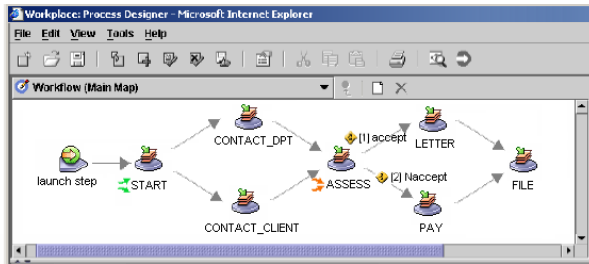 Workplace: Process Designer - Microsoft Internet Explorer
File Edit View Tools Help
Workflow (Main Map)
CONTACT_DPT
[1] accept
LETTER
launch step
START
ASSESS
[2] Naccept
FILE
CONTACT_CLIENT
PAY